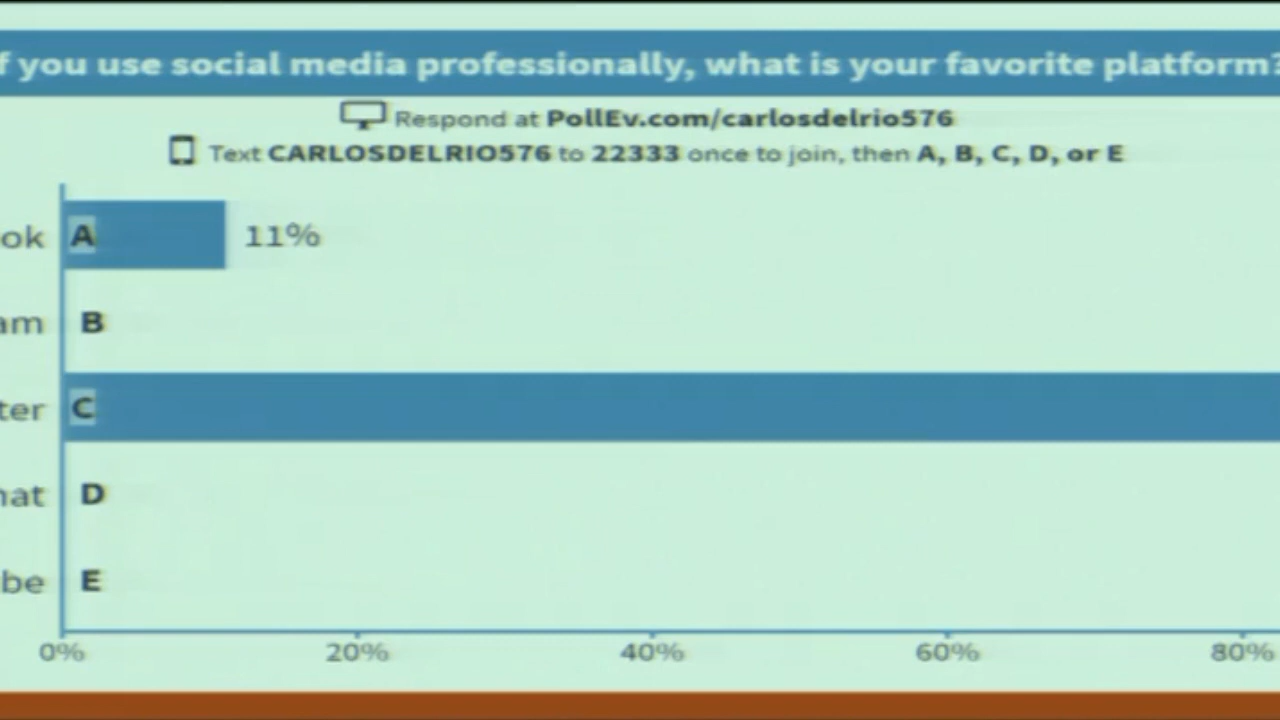 f you use social media professionally, what is your favorite platform?
Respond at PollEv.com/carlosdelrio576
Text CARLOSDELRIO576 to 22333 once to join, then A, B, C, D, or E
ok A 11%
am B
ter C
hat D
be E
0% 20% 40% 60% 80%